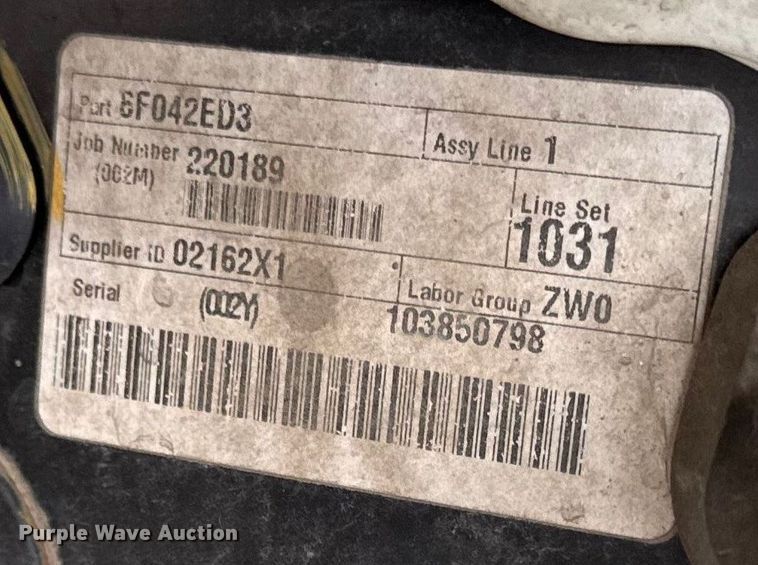 Part 6F042ED3
Assy Line 1
Job Number 220189
(002M)
Line Set
1031
Supplier ID 02162X1
Labor Group ZW0
Serial (002Y) 103850798
Purple Wave Auction